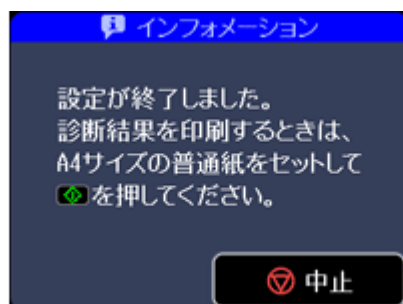 インフォメーション
設定が終了しました。
診断結果を印刷するときは、
A4サイズの普通紙をセットして
を押してください。
中止